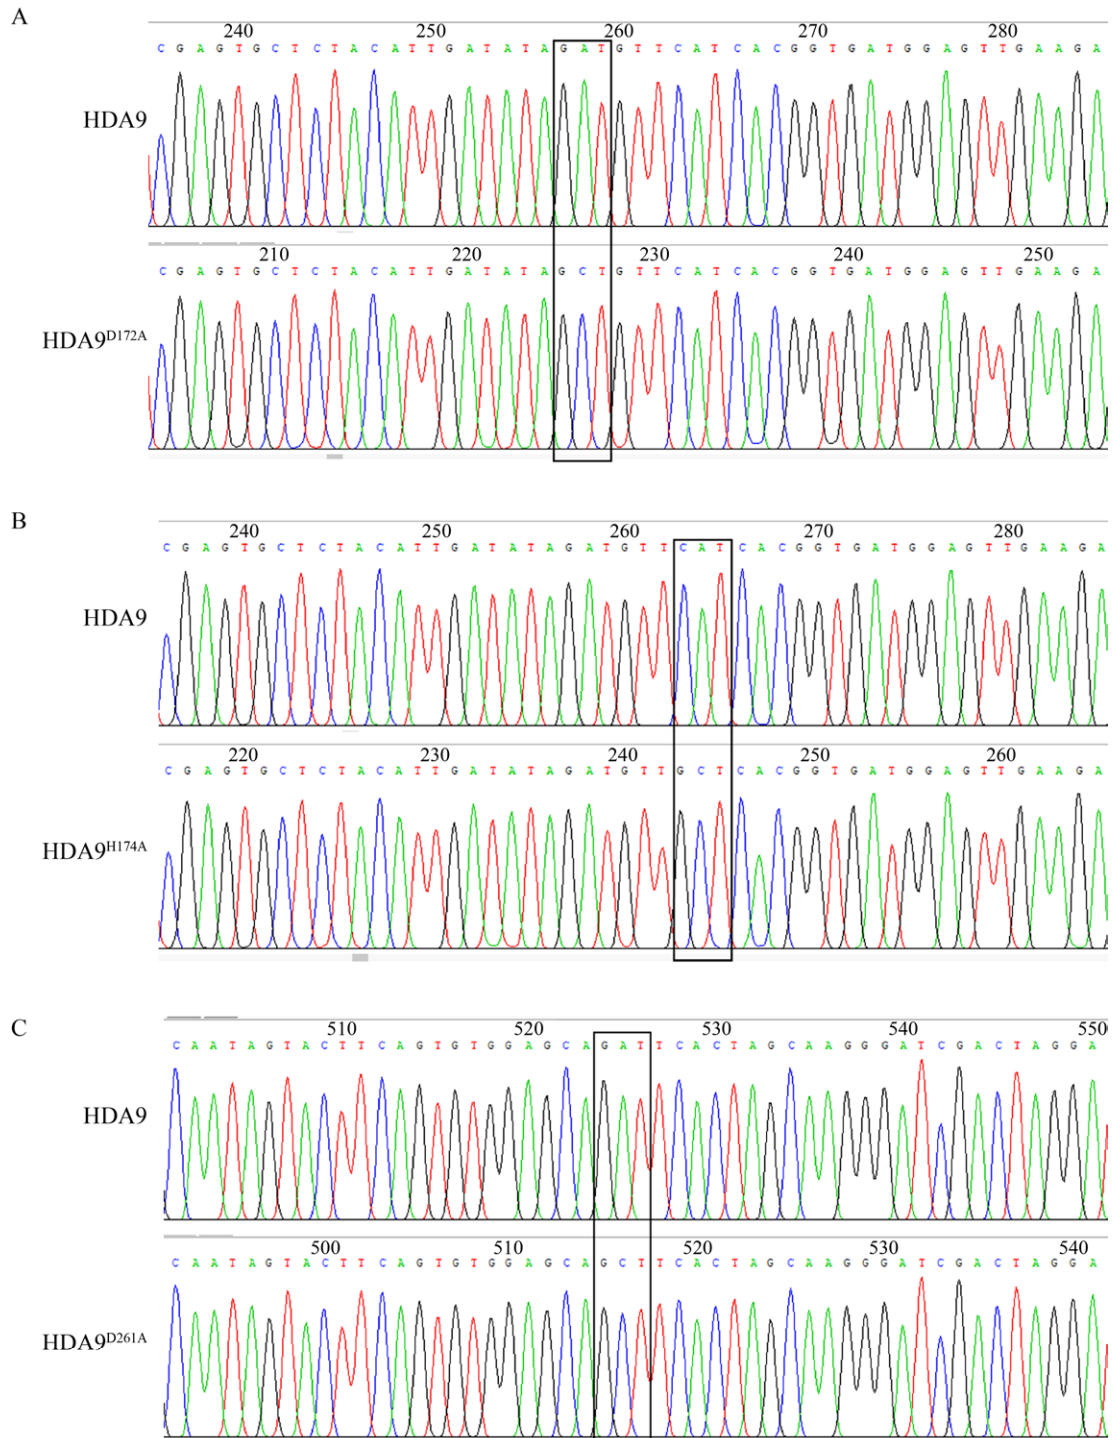 A
240 250 260 270 280
C G A G T G C T C T A C A T T G A T A T A G A T G T T C A T C A C G G T G A T G G A G T T G A A G A
HDA9
210 220 230 240 250
C G A G T G C T C T A C A T T G A T A T A G C T G T T C A T C A C G G T G A T G G A G T T G A A G A
HDA9D172A
B
240 250 260 270 280
C G A G T G C T C T A C A T T G A T A T A G A T G T T C A T C A C G G T G A T G G A G T T G A A G A
HDA9
220 230 240 250 260
C G A G T G C T C T A C A T T G A T A T A G A T G T T G C T C A C G G T G A T G G A G T T G A A G A
HDA9H174A
C
510 520 530 540 550
C A A T A G T A C T T C A G T G T G G A G C A G A T T C A C T A G C A A G G G A T C G A C T A G G A
HDA9
500 510 520 530 540
C A A T A G T A C T T C A G T G T G G A G C A G C T T C A C T A G C A A G G G A T C G A C T A G G A
HDA9D261A